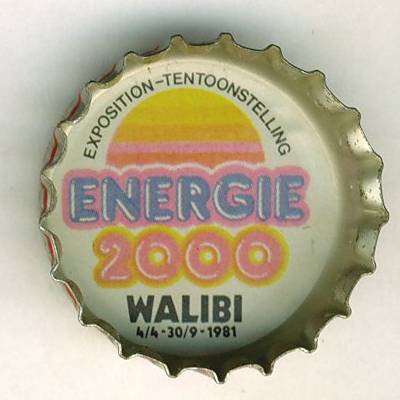 EXPOSITION-TENTOONSTELLING
ENERGIE
2000
WALIBI
4/4-30/9-1981